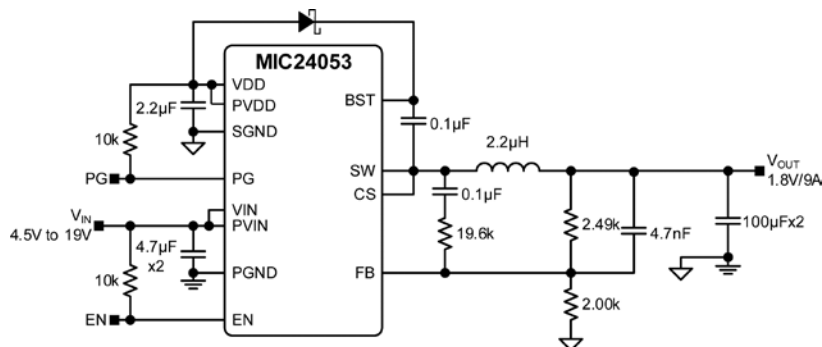 MIC24053
VDD
PVDD
SGND
PG
VIN
PVIN
PGND
EN
BST
SW
CS
FB
2.2µF
10k
PG
VIN
4.5V to 19V
4.7µF
x2
10k
EN
0.1µF
2.2µH
0.1µF
19.6k
2.49k
4.7nF
2.00k
VOUT
1.8V/9A
100µFx2